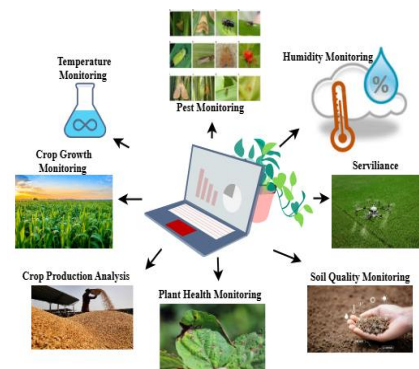 Temperature
Monitoring
Pest Monitoring
Humidity Monitoring
%
Crop Growth
Monitoring
Serviliance
Crop Production Analysis
Plant Health Monitoring
Soil Quality Monitoring